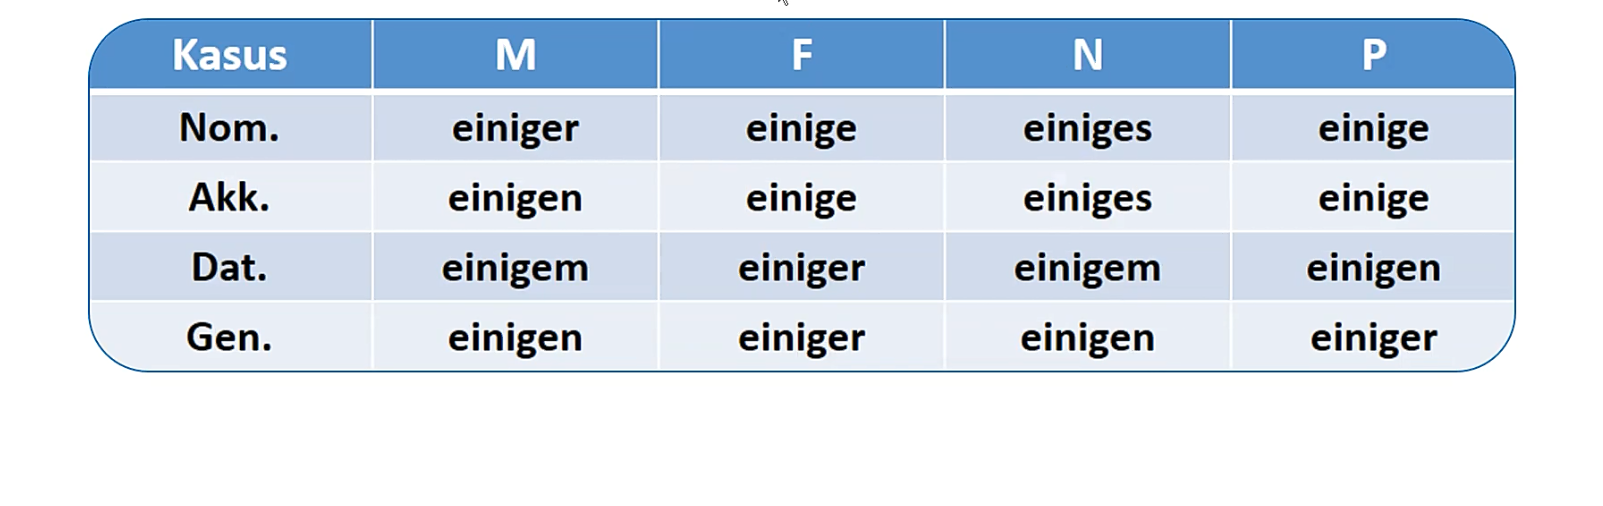 Kasus M F N P
Nom. einiger einige einiges einige
Akk. einigen einige einiges einige
Dat. einigem einiger einigem einigen
Gen. einigen einiger einigen einiger